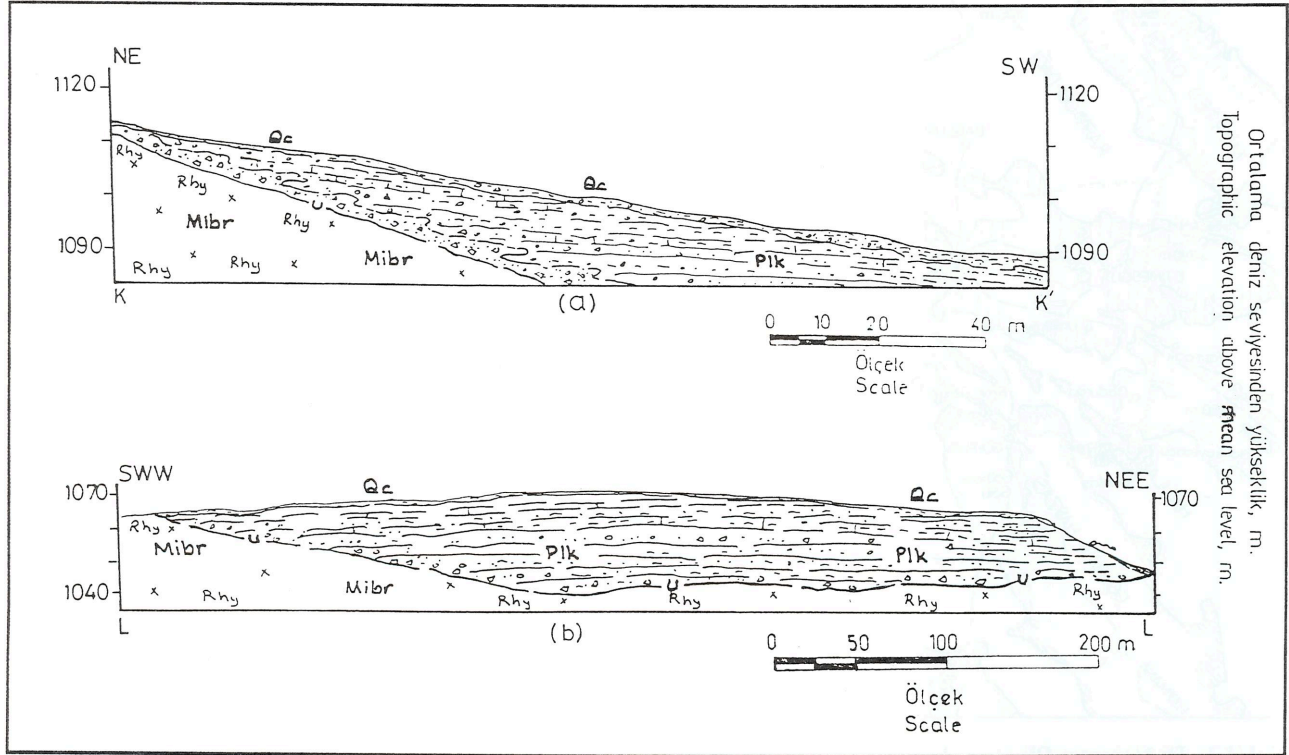 NE
SW
1120
1120
Qc
Qc
Rhy
Rhy
U
Mibr
Rhy
1090
Mibr
Plk
1090
Rhy
Rhy
K
(a)
K'
0 10 20 40 m
Ölçek
Scale
SWW
NEE
1070
Qc
Qc
1070
Rhy
U
Mibr
Plk
Plk
Mibr
U
U
1040
Rhy
Rhy
Rhy
Rhy
Rhy
L
(b)
L
0 50 100 200 m
Ölçek
Scale
Ortalama deniz seviyesinden yükseklik, m.
Topographic elevation above mean sea level, m.